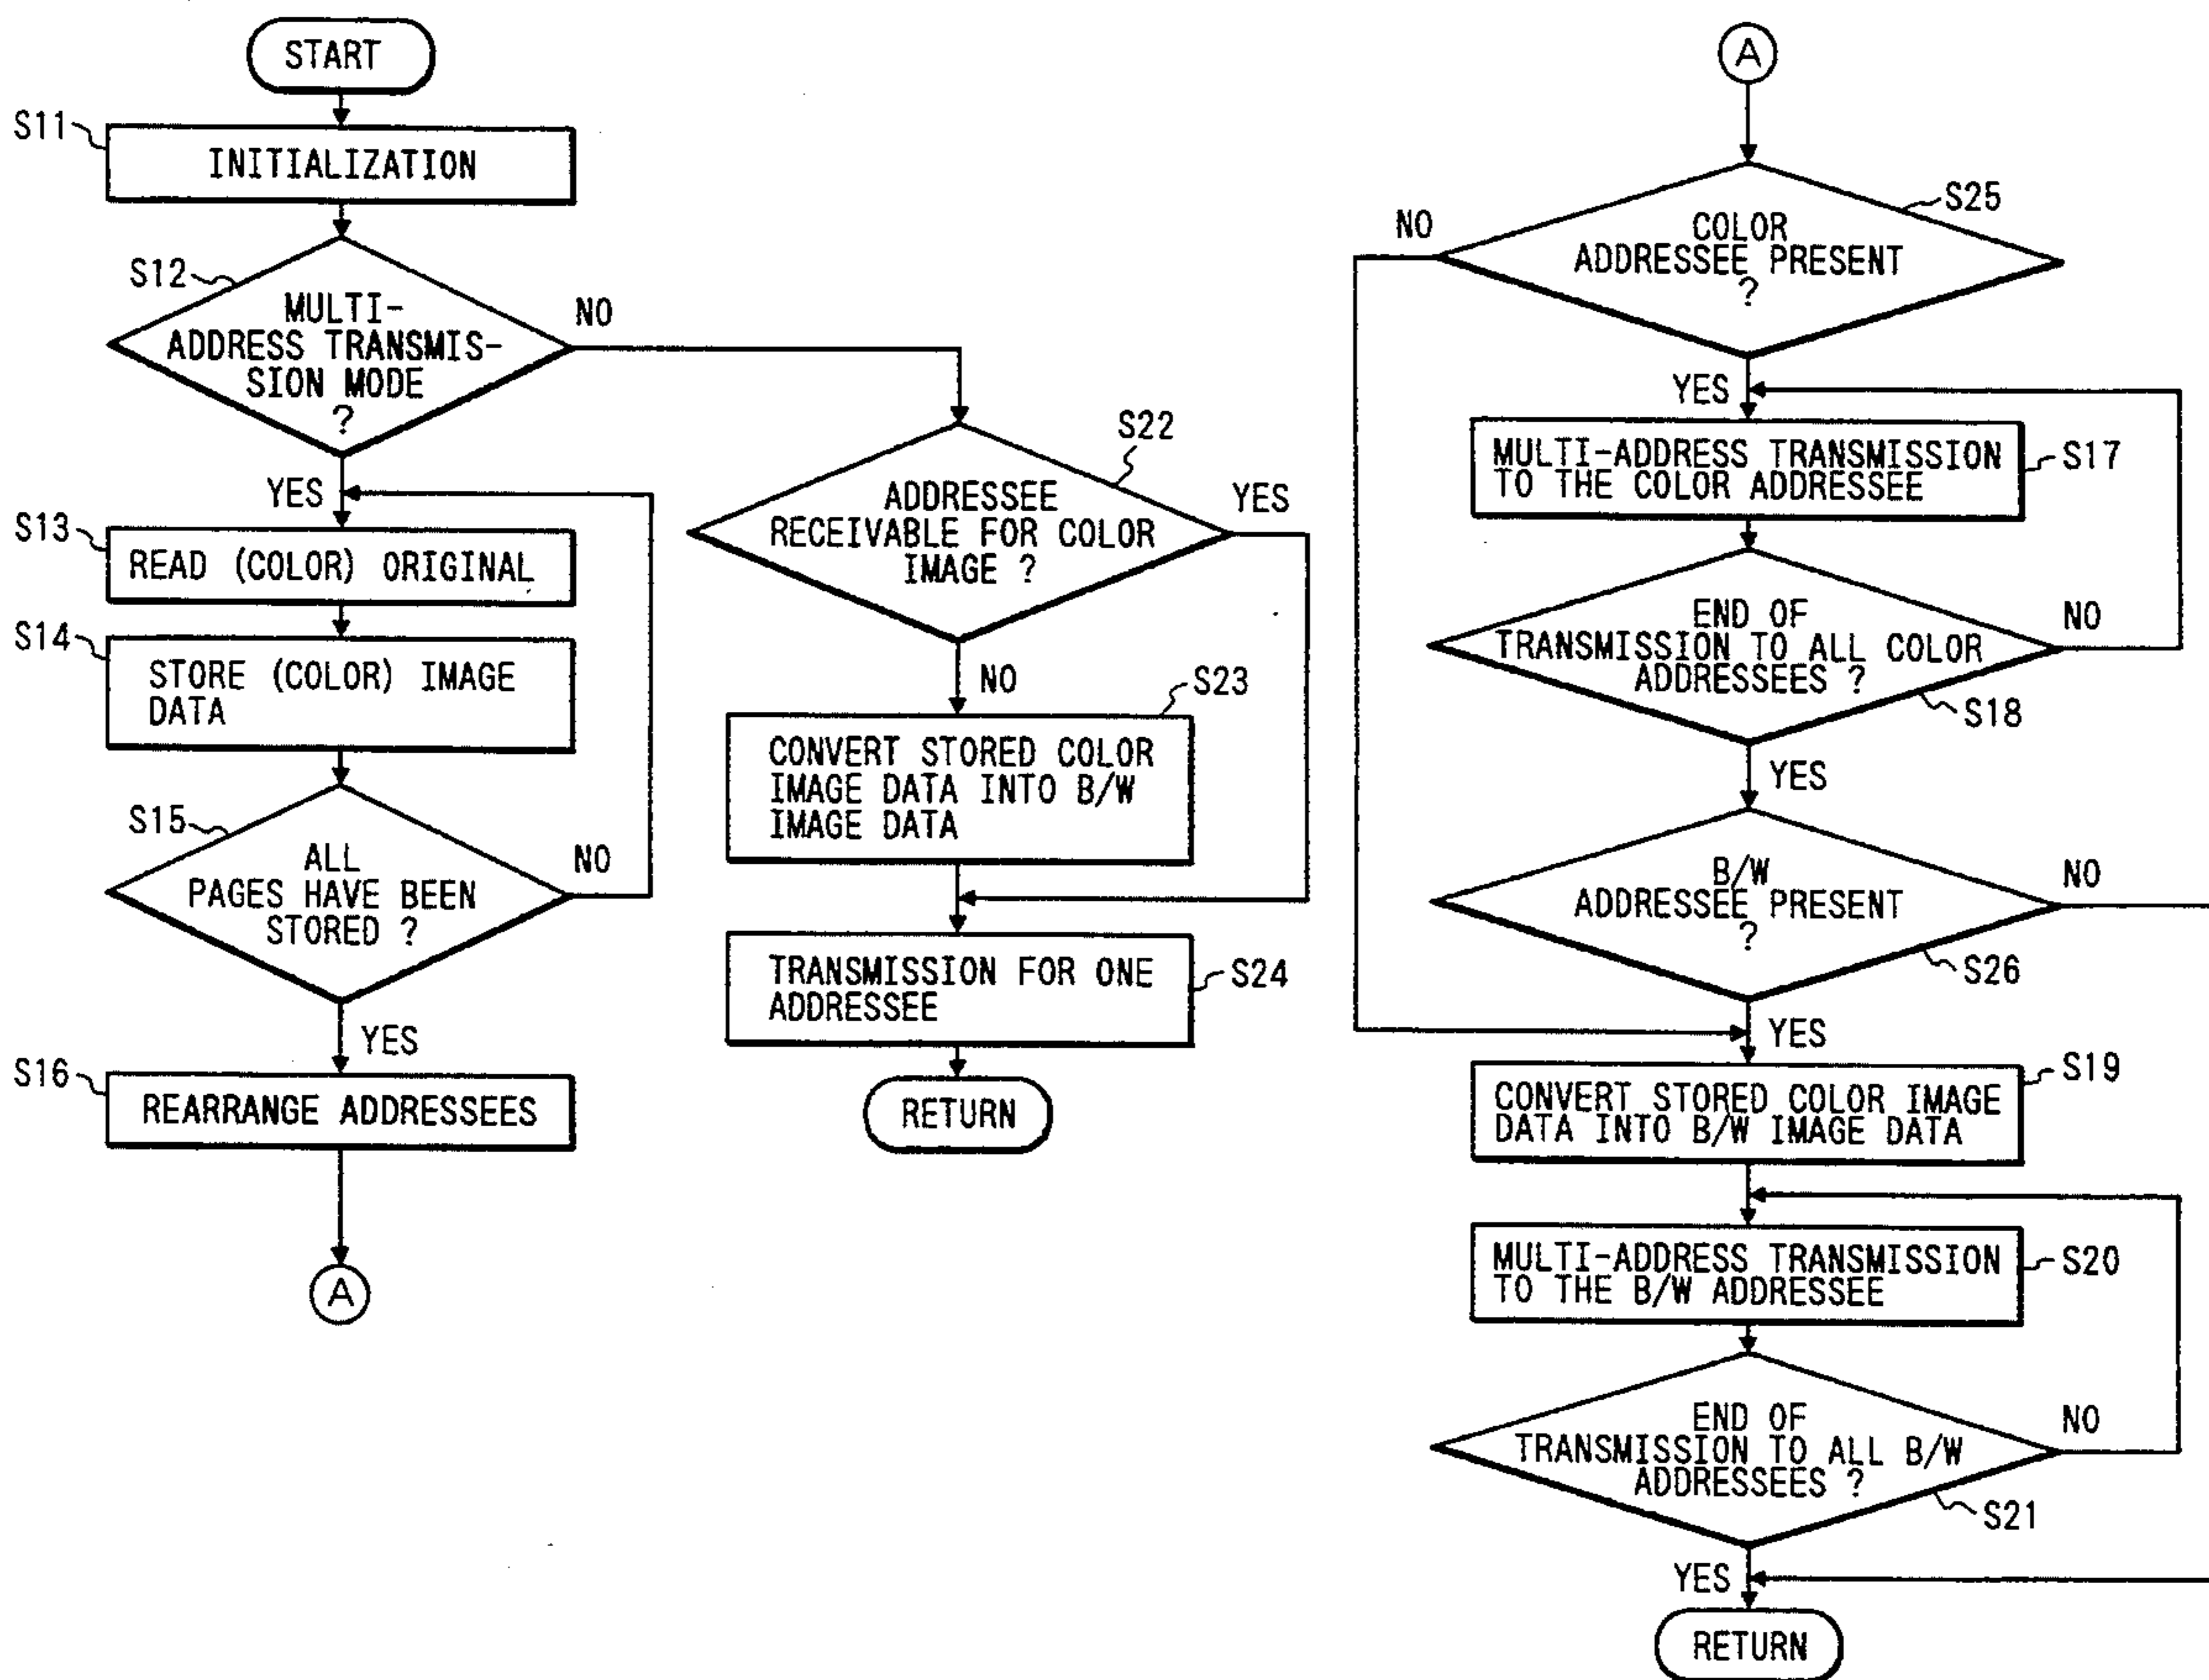 START
S11
INITIALIZATION
S12
MULTI-
ADDRESS TRANSMIS-
SION MODE
?
NO
YES
S13
READ (COLOR) ORIGINAL
S14
STORE (COLOR) IMAGE
DATA
S15
ALL
PAGES HAVE BEEN
STORED ?
NO
YES
S16
REARRANGE ADDRESSEES
A
S22
ADDRESSEE
RECEIVABLE FOR COLOR
IMAGE ?
YES
NO
S23
CONVERT STORED COLOR
IMAGE DATA INTO B/W
IMAGE DATA
TRANSMISSION FOR ONE
ADDRESSEE
S24
RETURN
A
S25
NO
COLOR
ADDRESSEE PRESENT
?
YES
MULTI-ADDRESS TRANSMISSION
TO THE COLOR ADDRESSEE
S17
END OF
TRANSMISSION TO ALL COLOR
ADDRESSEES ?
NO
S18
YES
B/W
ADDRESSEE PRESENT
?
NO
S26
YES
S19
CONVERT STORED COLOR IMAGE
DATA INTO B/W IMAGE DATA
MULTI-ADDRESS TRANSMISSION
TO THE B/W ADDRESSEE
S20
END OF
TRANSMISSION TO ALL B/W
ADDRESSEES ?
NO
S21
YES
RETURN